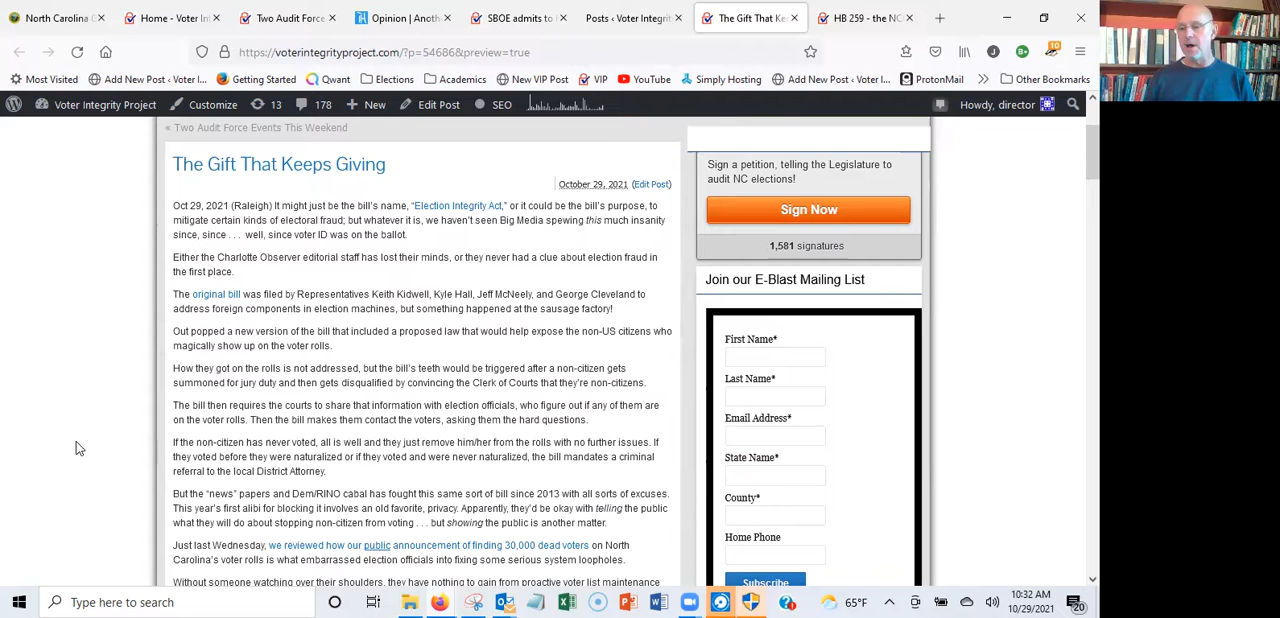 North Carolina G
Home - Voter Int
Two Audit Force
Opinion | Anoth
SBOE admits to h
Posts ‹ Voter Integrit
The Gift That Ke
HB 259 - the NC
https://voterintegrityproject.com/?p=54686&preview=true
Most Visited
Add New Post ‹ Voter I...
Getting Started
Qwant
Elections
Academics
New VIP Post
VIP
YouTube
Simply Hosting
Add New Post ‹ Voter I...
ProtonMail
Other Bookmarks
Voter Integrity Project
Customize
13
178
New
Edit Post
SEO
Howdy, director
« Two Audit Force Events This Weekend
The Gift That Keeps Giving
October 29, 2021 (Edit Post)
Oct 29, 2021 (Raleigh) It might just be the bill's name, “Election Integrity Act,” or it could be the bill's purpose, to
mitigate certain kinds of electoral fraud; but whatever it is, we haven't seen Big Media spewing this much insanity
since, since . . . well, since voter ID was on the ballot.
Either the Charlotte Observer editorial staff has lost their minds, or they never had a clue about election fraud in
the first place.
The original bill was filed by Representatives Keith Kidwell, Kyle Hall, Jeff McNeely, and George Cleveland to
address foreign components in election machines, but something happened at the sausage factory!
Out popped a new version of the bill that included a proposed law that would help expose the non-US citizens who
magically show up on the voter rolls.
How they got on the rolls is not addressed, but the bill's teeth would be triggered after a non-citizen gets
summoned for jury duty and then gets disqualified by convincing the Clerk of Courts that they're non-citizens.
The bill then requires the courts to share that information with election officials, who figure out if any of them are
on the voter rolls. Then the bill makes them contact the voters, asking them the hard questions.
If the non-citizen has never voted, all is well and they just remove him/her from the rolls with no further issues. If
they voted before they were naturalized or if they voted and were never naturalized, the bill mandates a criminal
referral to the local District Attorney.
But the “news” papers and Dem/RINO cabal has fought this same sort of bill since 2013 with all sorts of excuses.
This year's first alibi for blocking it involves an old favorite, privacy. Apparently, they'd be okay with telling the public
what they will do about stopping non-citizen from voting . . . but showing the public is another matter.
Just last Wednesday, we reviewed how our public announcement of finding 30,000 dead voters on North
Carolina's voter rolls is what embarrassed election officials into fixing some serious system loopholes.
Without someone watching over their shoulders, they have nothing to gain from proactive voter list maintenance
Sign a petition, telling the Legislature to
audit NC elections!
Sign Now
1,581 signatures
Join our E-Blast Mailing List
First Name*
Last Name*
Email Address*
State Name*
County*
Home Phone
Subscribe
Type here to search
65°F
10:32 AM
10/29/2021
20
10